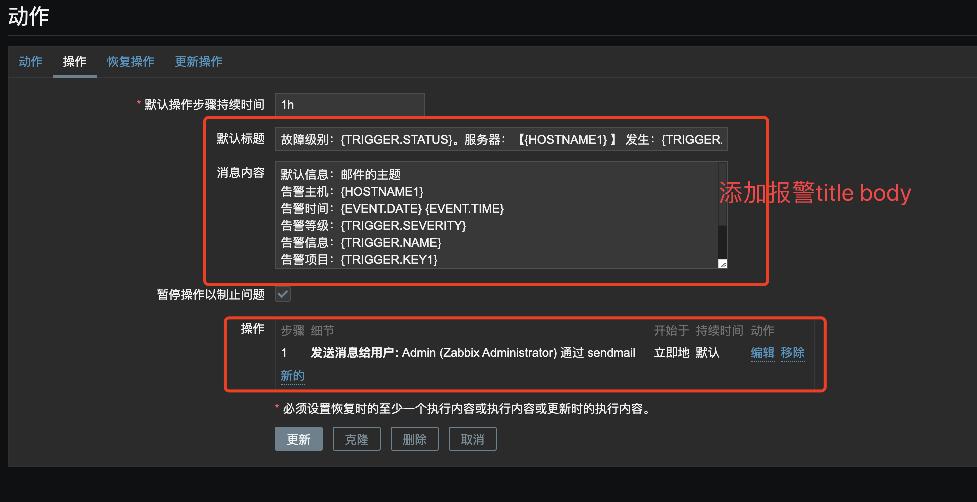 动作
动作 操作 恢复操作 更新操作
* 默认操作步骤持续时间 1h
默认标题 故障级别：{TRIGGER.STATUS}。服务器：【{HOSTNAME1} 】 发生：{TRIGGER.
消息内容 默认信息：邮件的主题
告警主机：{HOSTNAME1}
告警时间：{EVENT.DATE} {EVENT.TIME}
告警等级：{TRIGGER.SEVERITY}
告警信息：{TRIGGER.NAME}
告警项目：{TRIGGER.KEY1}
添加报警title body
暂停操作以制止问题
操作 步骤 细节 开始于 持续时间 动作
1 发送消息给用户: Admin (Zabbix Administrator) 通过 sendmail 立即地 默认 编辑 移除
新的
* 必须设置恢复时的至少一个执行内容或执行内容或更新时的执行内容。
更新 克隆 删除 取消